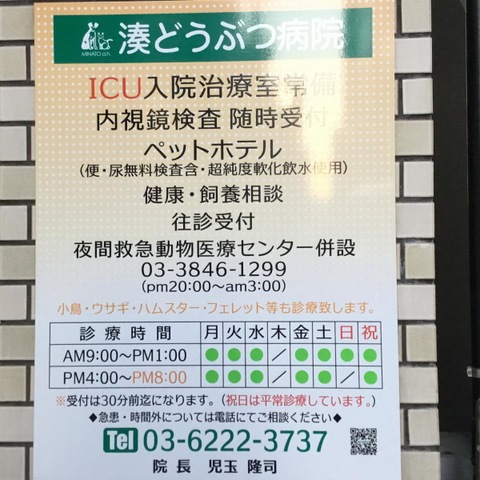 湊どうぶつ病院
MINATO a.h.
ICU入院治療室常備
内視鏡検査 随時受付
ペットホテル
(便・尿無料検査含・超純度軟化飲水使用)
健康・飼養相談
往診受付
夜間救急動物医療センター併設
03-3846-1299
(pm20:00～am3:00)
小鳥・ウサギ・ハムスター・フェレット等も診療致します。
診療時間 月 火 水 木 金 土 日 祝
AM9:00～PM1:00 ● ● ● ／ ● ● ● ●
PM4:00～PM8:00 ● ● ● ／ ● ● ／ ●
※受付は30分前迄になります。(祝日は平常診療しています。)
◆急患・時間外については電話にてご相談ください◆
Tel 03-6222-3737
院長 児玉 隆司